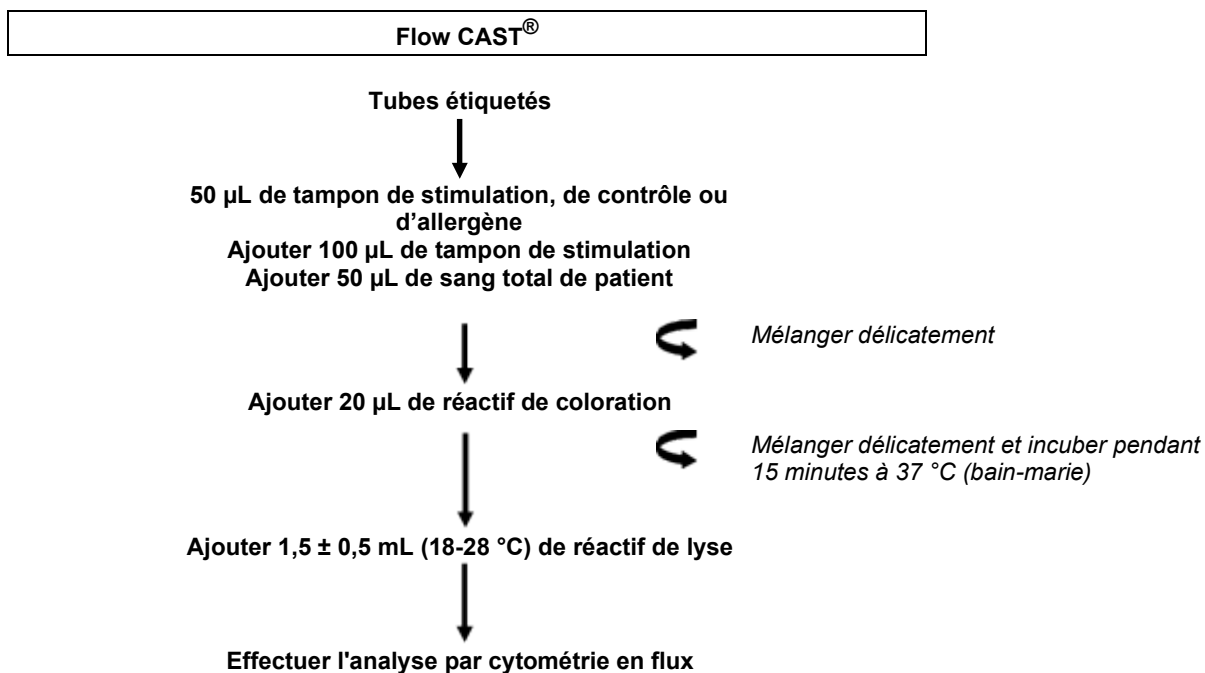 Flow CAST®
Tubes étiquetés
50 µL de tampon de stimulation, de contrôle ou
d’allergène
Ajouter 100 µL de tampon de stimulation
Ajouter 50 µL de sang total de patient
Mélanger délicatement
Ajouter 20 µL de réactif de coloration
Mélanger délicatement et incuber pendant
15 minutes à 37 °C (bain-marie)
Ajouter 1,5 ± 0,5 mL (18-28 °C) de réactif de lyse
Effectuer l'analyse par cytométrie en flux